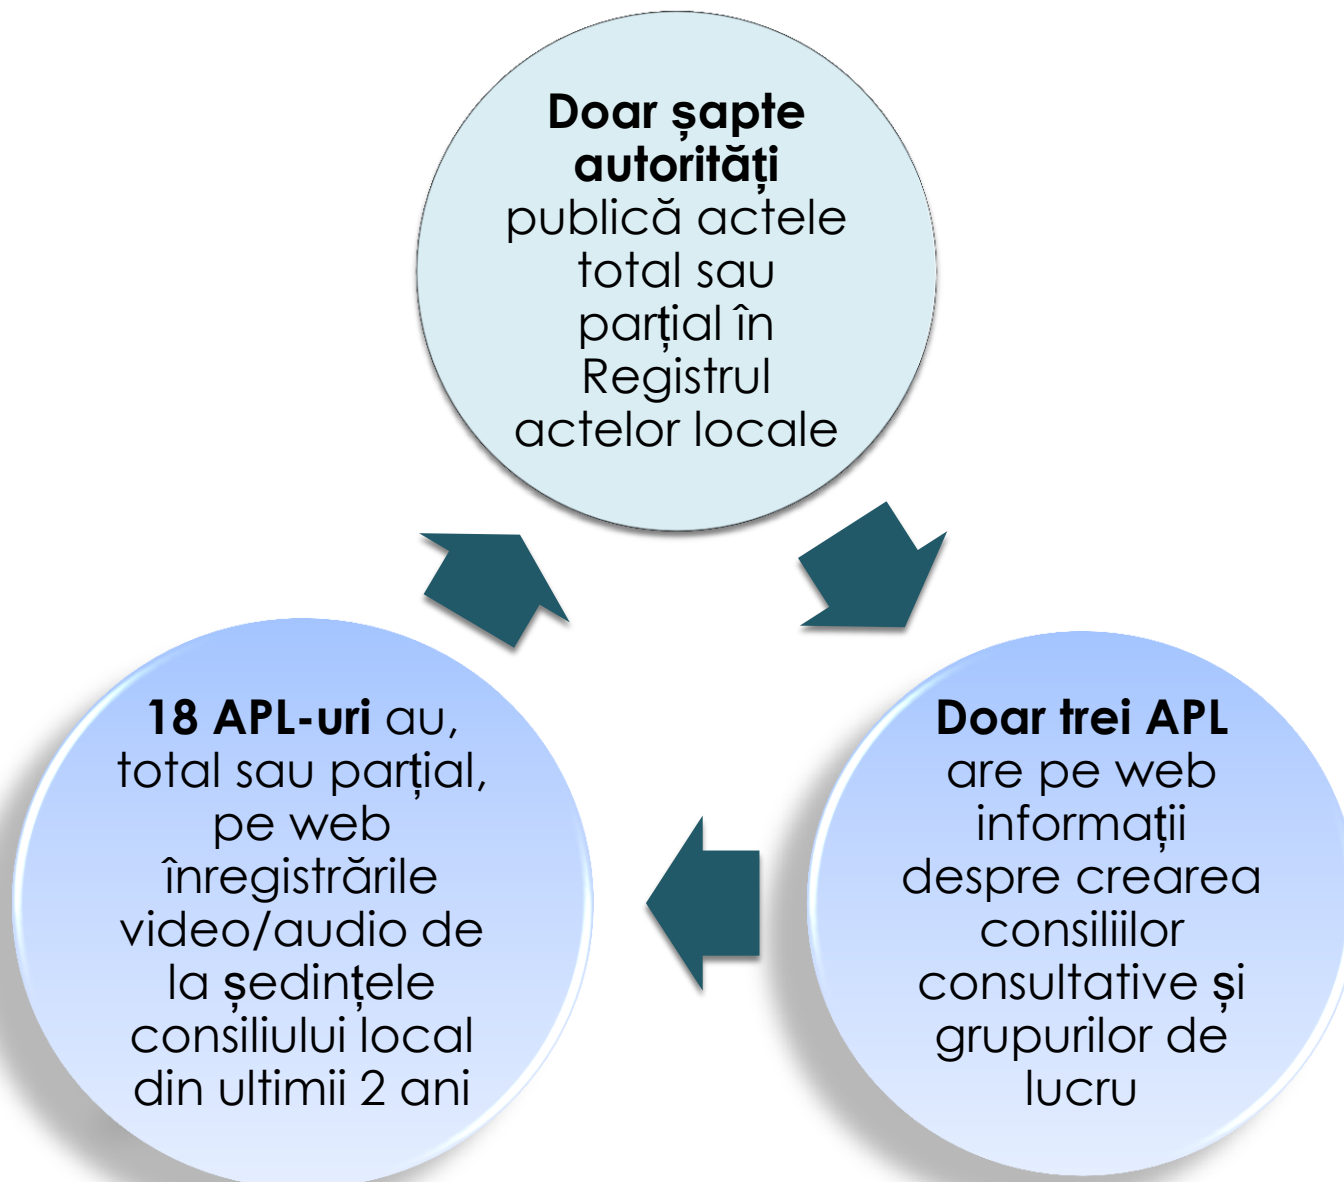 Doar șapte
autorități
publică actele
total sau
parțial în
Registrul
actelor locale
18 APL-uri au,
total sau parțial,
pe web
înregistrările
video/audio de
la ședințele
consiliului local
din ultimii 2 ani
Doar trei APL
are pe web
informații
despre crearea
consiliilor
consultative și
grupurilor de
lucru